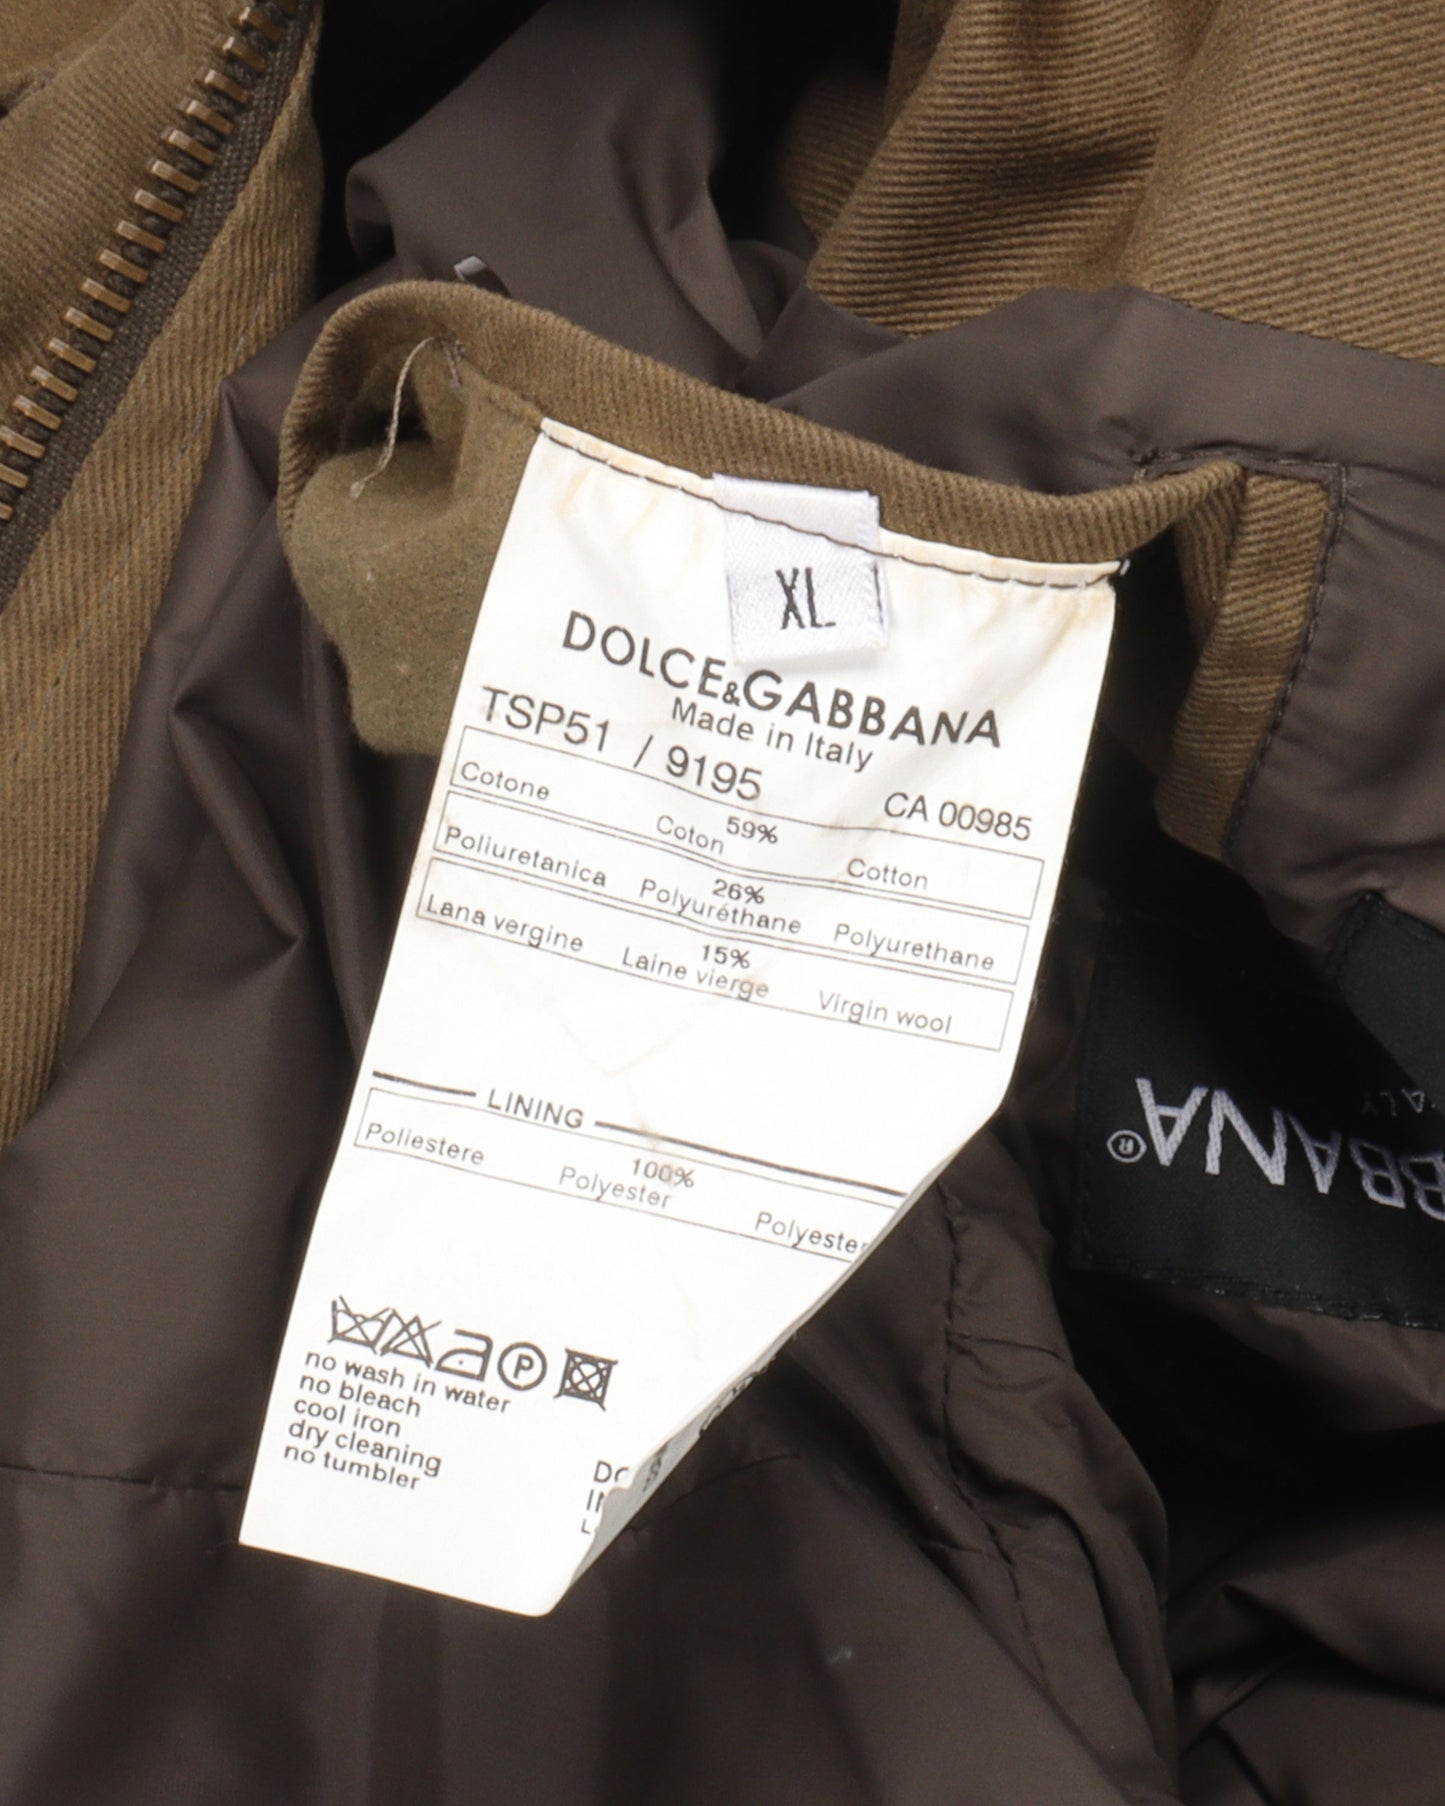 XL
DOLCE&GABBANA
Made in Italy
TSP51 / 9195
CA 00985
Cotone 59% Coton Cotton
Poliuretanica 26% Polyuréthane Polyurethane
Lana vergine 15% Laine vierge Virgin wool
LINING
Poliestere 100% Polyester Polyester
P
no wash in water
no bleach
cool iron
dry cleaning
no tumbler
BBANA®